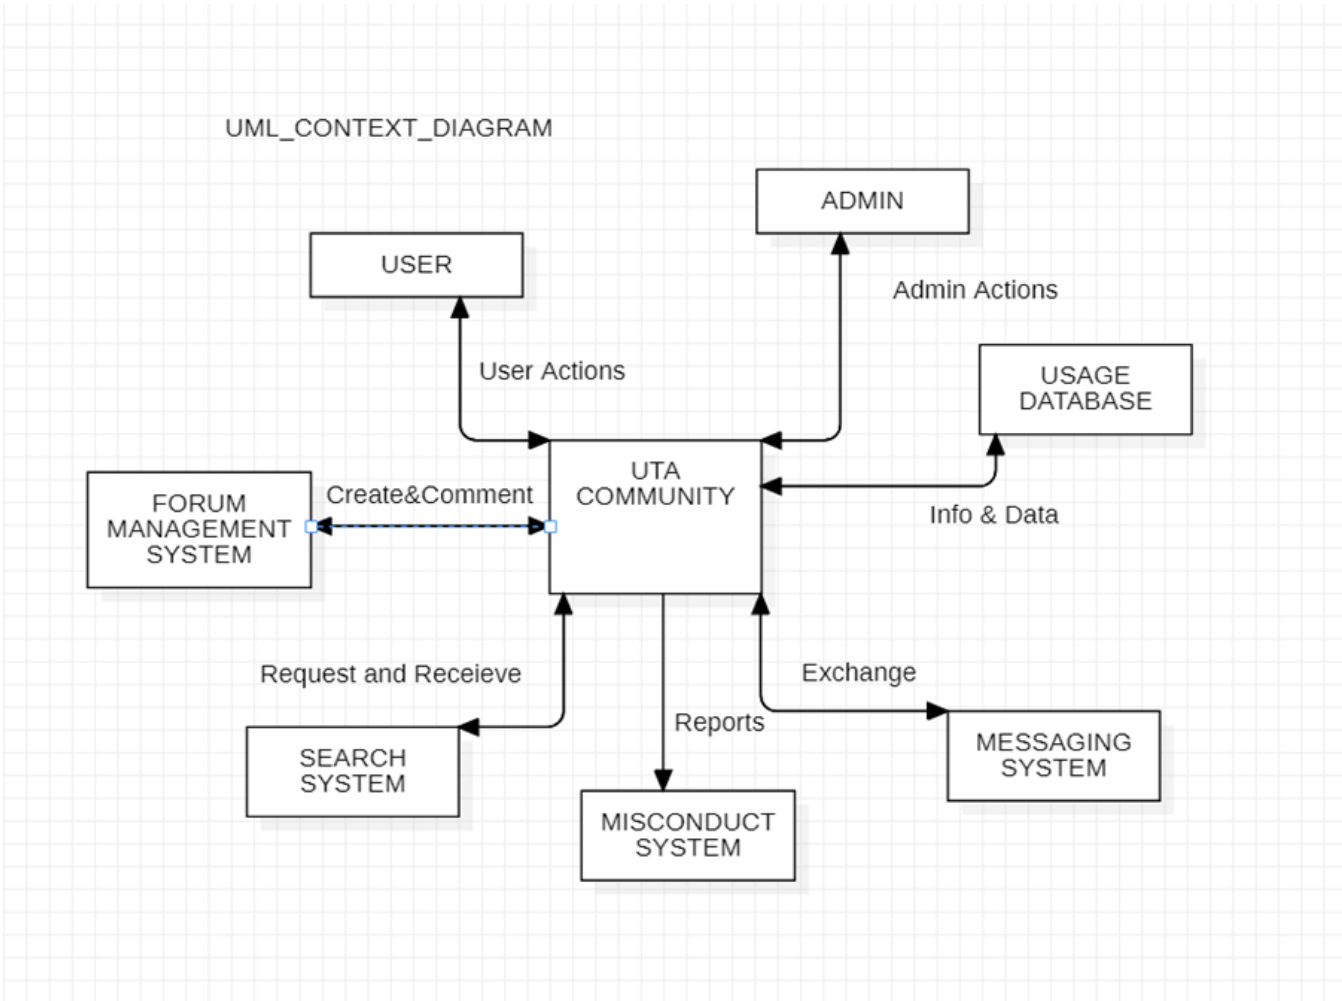 UML_CONTEXT_DIAGRAM
ADMIN
USER
Admin Actions
User Actions
USAGE
DATABASE
UTA
COMMUNITY
Create&Comment
FORUM
MANAGEMENT
SYSTEM
Info & Data
Request and Receieve
Exchange
Reports
SEARCH
SYSTEM
MESSAGING
SYSTEM
MISCONDUCT
SYSTEM